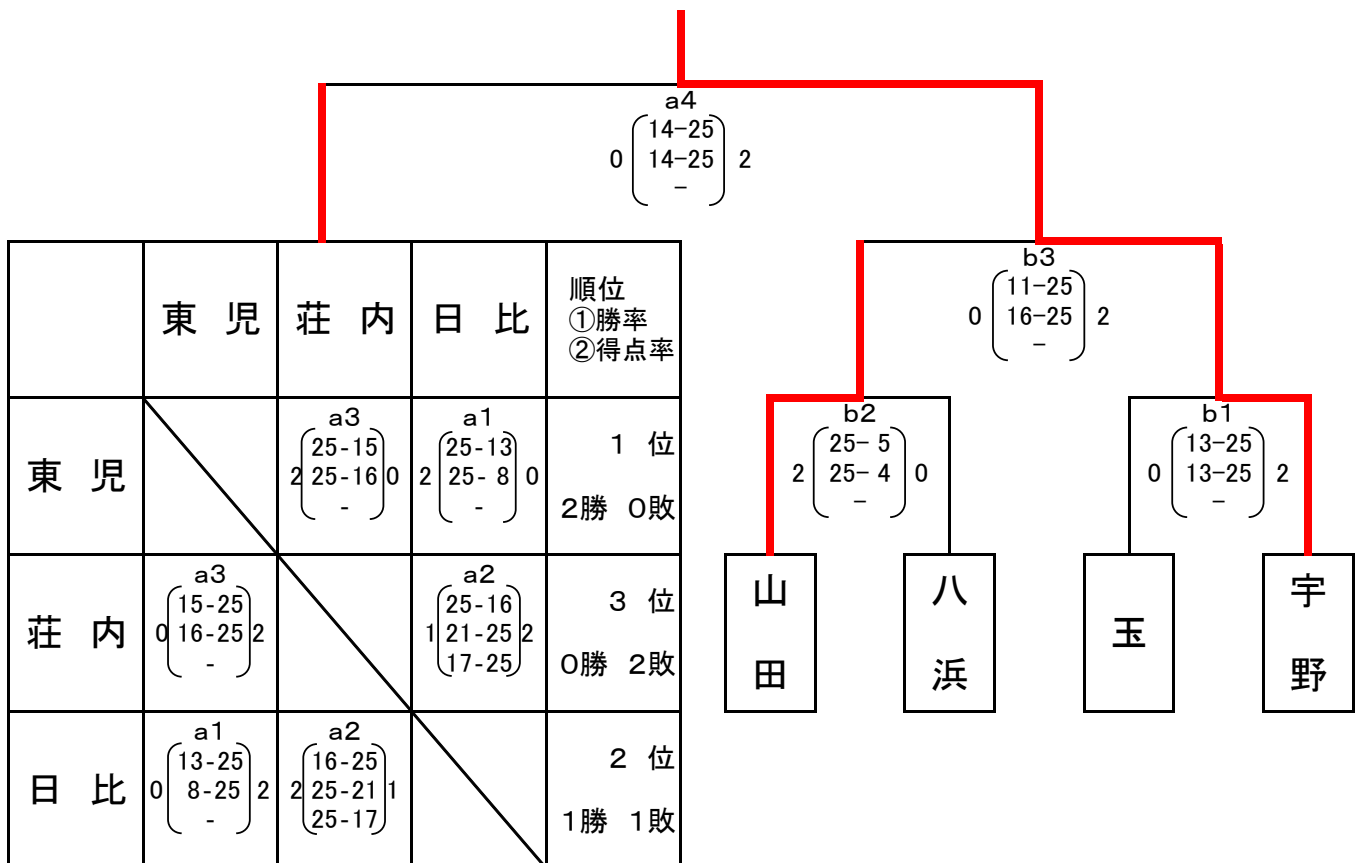 a4
14-25
0 14-25 2
-
b3
11-25
0 16-25 2
-
b2
25- 5
2 25- 4 0
-
b1
13-25
0 13-25 2
-
山田
八浜
玉
宇野
東 児 荘 内 日 比 順位
①勝率
②得点率
東 児
a3
25-15
2 25-16 0
-
a1
25-13
2 25- 8 0
-
1 位
2勝 0敗
荘 内
a3
15-25
0 16-25 2
-
a2
25-16
1 21-25 2
17-25
3 位
0勝 2敗
日 比
a1
13-25
0 8-25 2
-
a2
16-25
2 25-21 1
25-17
2 位
1勝 1敗